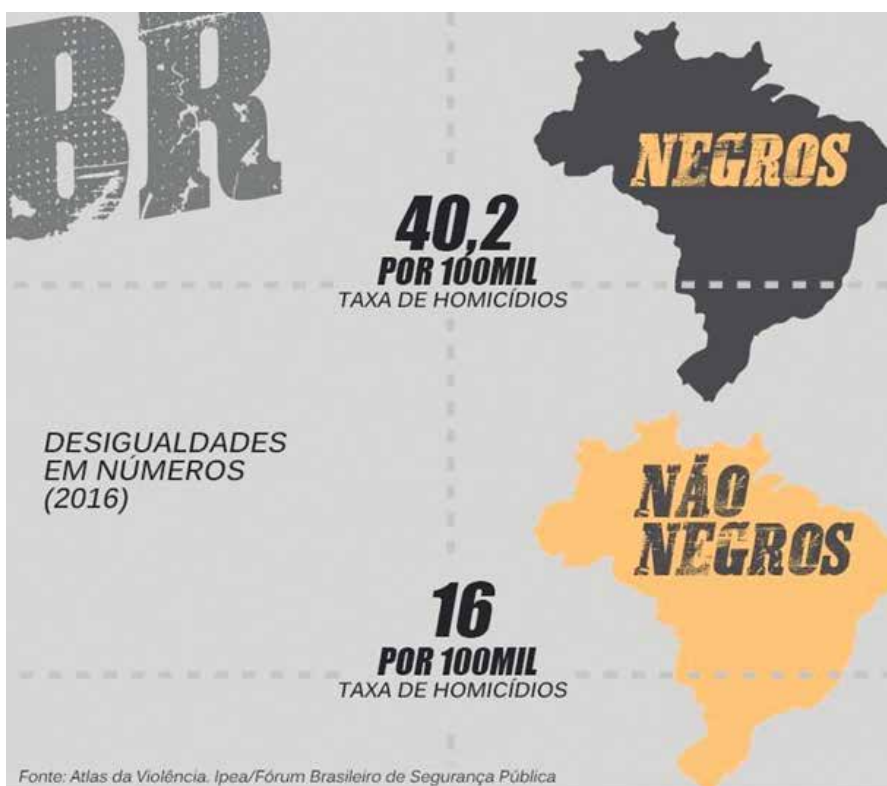 BR
NEGROS
40,2
POR 100MIL
TAXA DE HOMICÍDIOS
DESIGUALDADES
EM NÚMEROS
(2016)
NÃO
NEGROS
16
POR 100MIL
TAXA DE HOMICÍDIOS
Fonte: Atlas da Violência. Ipea/Fórum Brasileiro de Segurança Pública